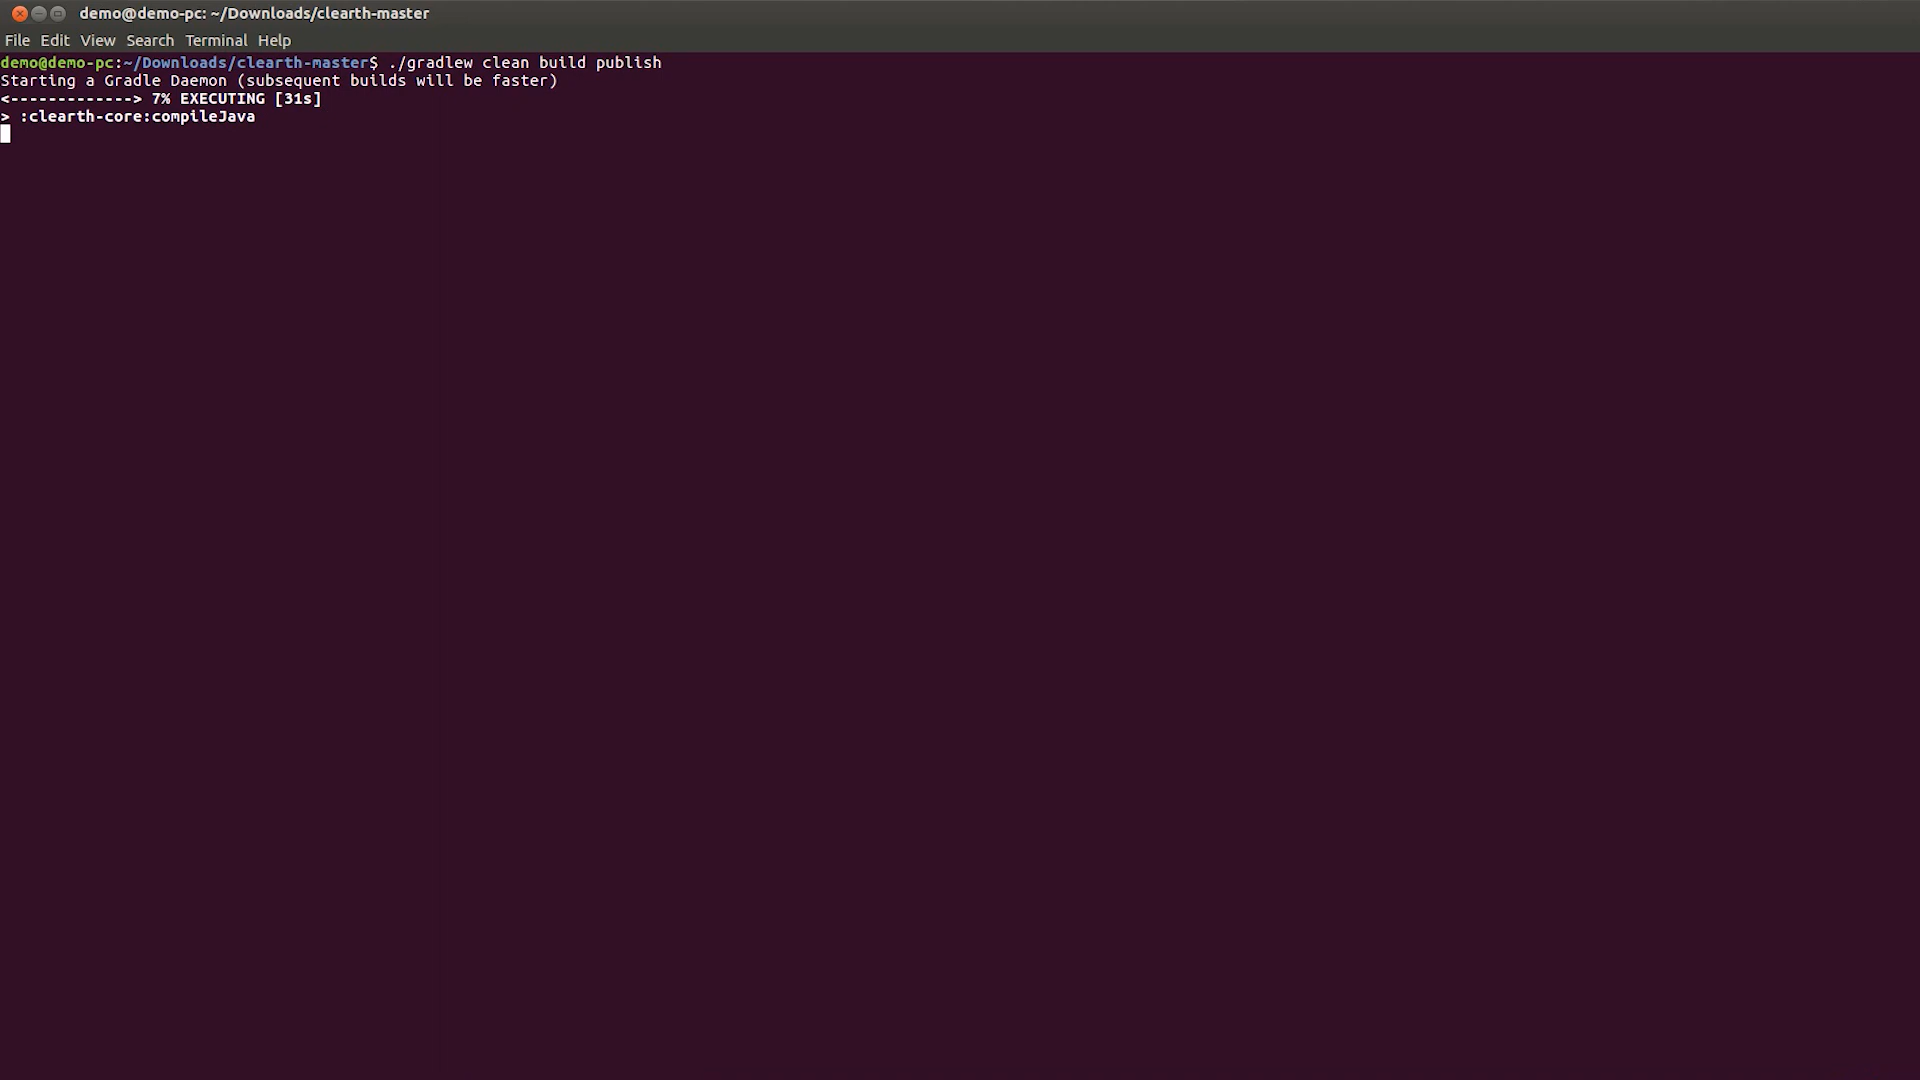 demo@demo-pc: ~/Downloads/clearth-master
File Edit View Search Terminal Help
demo@demo-pc:~/Downloads/clearth-master$ ./gradlew clean build publish
Starting a Gradle Daemon (subsequent builds will be faster)
<-------------> 7% EXECUTING [31s]
> :clearth-core:compileJava